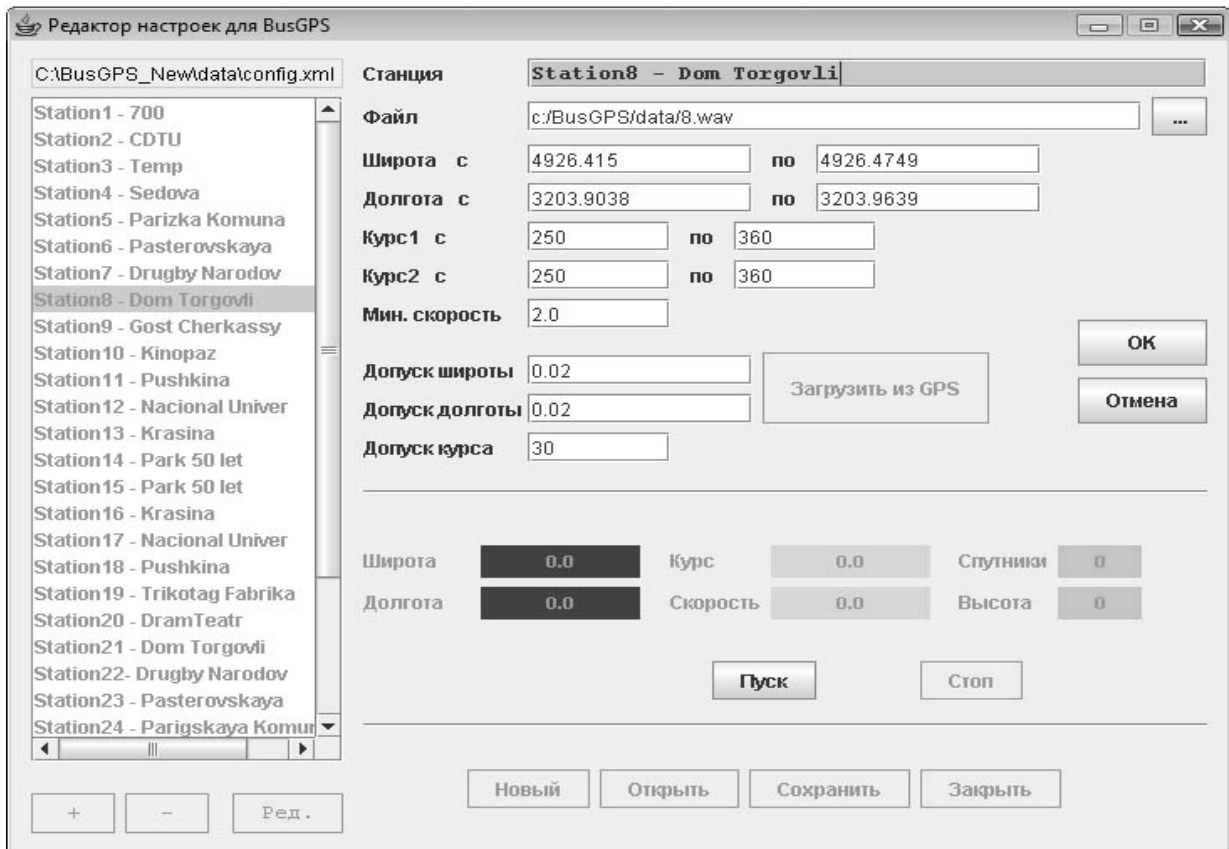 Редактор настроек для BusGPS
C:\BusGPS_New\data\config.xml
Station1 - 700
Station2 - CDTU
Station3 - Temp
Station4 - Sedova
Station5 - Parizka Komuna
Station6 - Pasterovskaya
Station7 - Drugby Narodov
Station8 - Dom Torgovli
Station9 - Gost Cherkassy
Station10 - Kinopaz
Station11 - Pushkina
Station12 - Nacional Univer
Station13 - Krasina
Station14 - Park 50 let
Station15 - Park 50 let
Station16 - Krasina
Station17 - Nacional Univer
Station18 - Pushkina
Station19 - Trikotag Fabrika
Station20 - DramTeatr
Station21 - Dom Torgovli
Station22- Drugby Narodov
Station23 - Pasterovskaya
Station24 - Parigskaya Komur
+ - Ред.
Станция Station8 - Dom Torgovli
Файл c:/BusGPS/data/8.wav ...
Широта с 4926.415 по 4926.4749
Долгота с 3203.9038 по 3203.9639
Курс1 с 250 по 360
Курс2 с 250 по 360
Мин. скорость 2.0
Допуск широты 0.02
Допуск долготы 0.02
Допуск курса 30
Загрузить из GPS
OK
Отмена
Широта 0.0 Курс 0.0 Спутники 0
Долгота 0.0 Скорость 0.0 Высота 0
Пуск Стоп
Новый Открыть Сохранить Закрыть